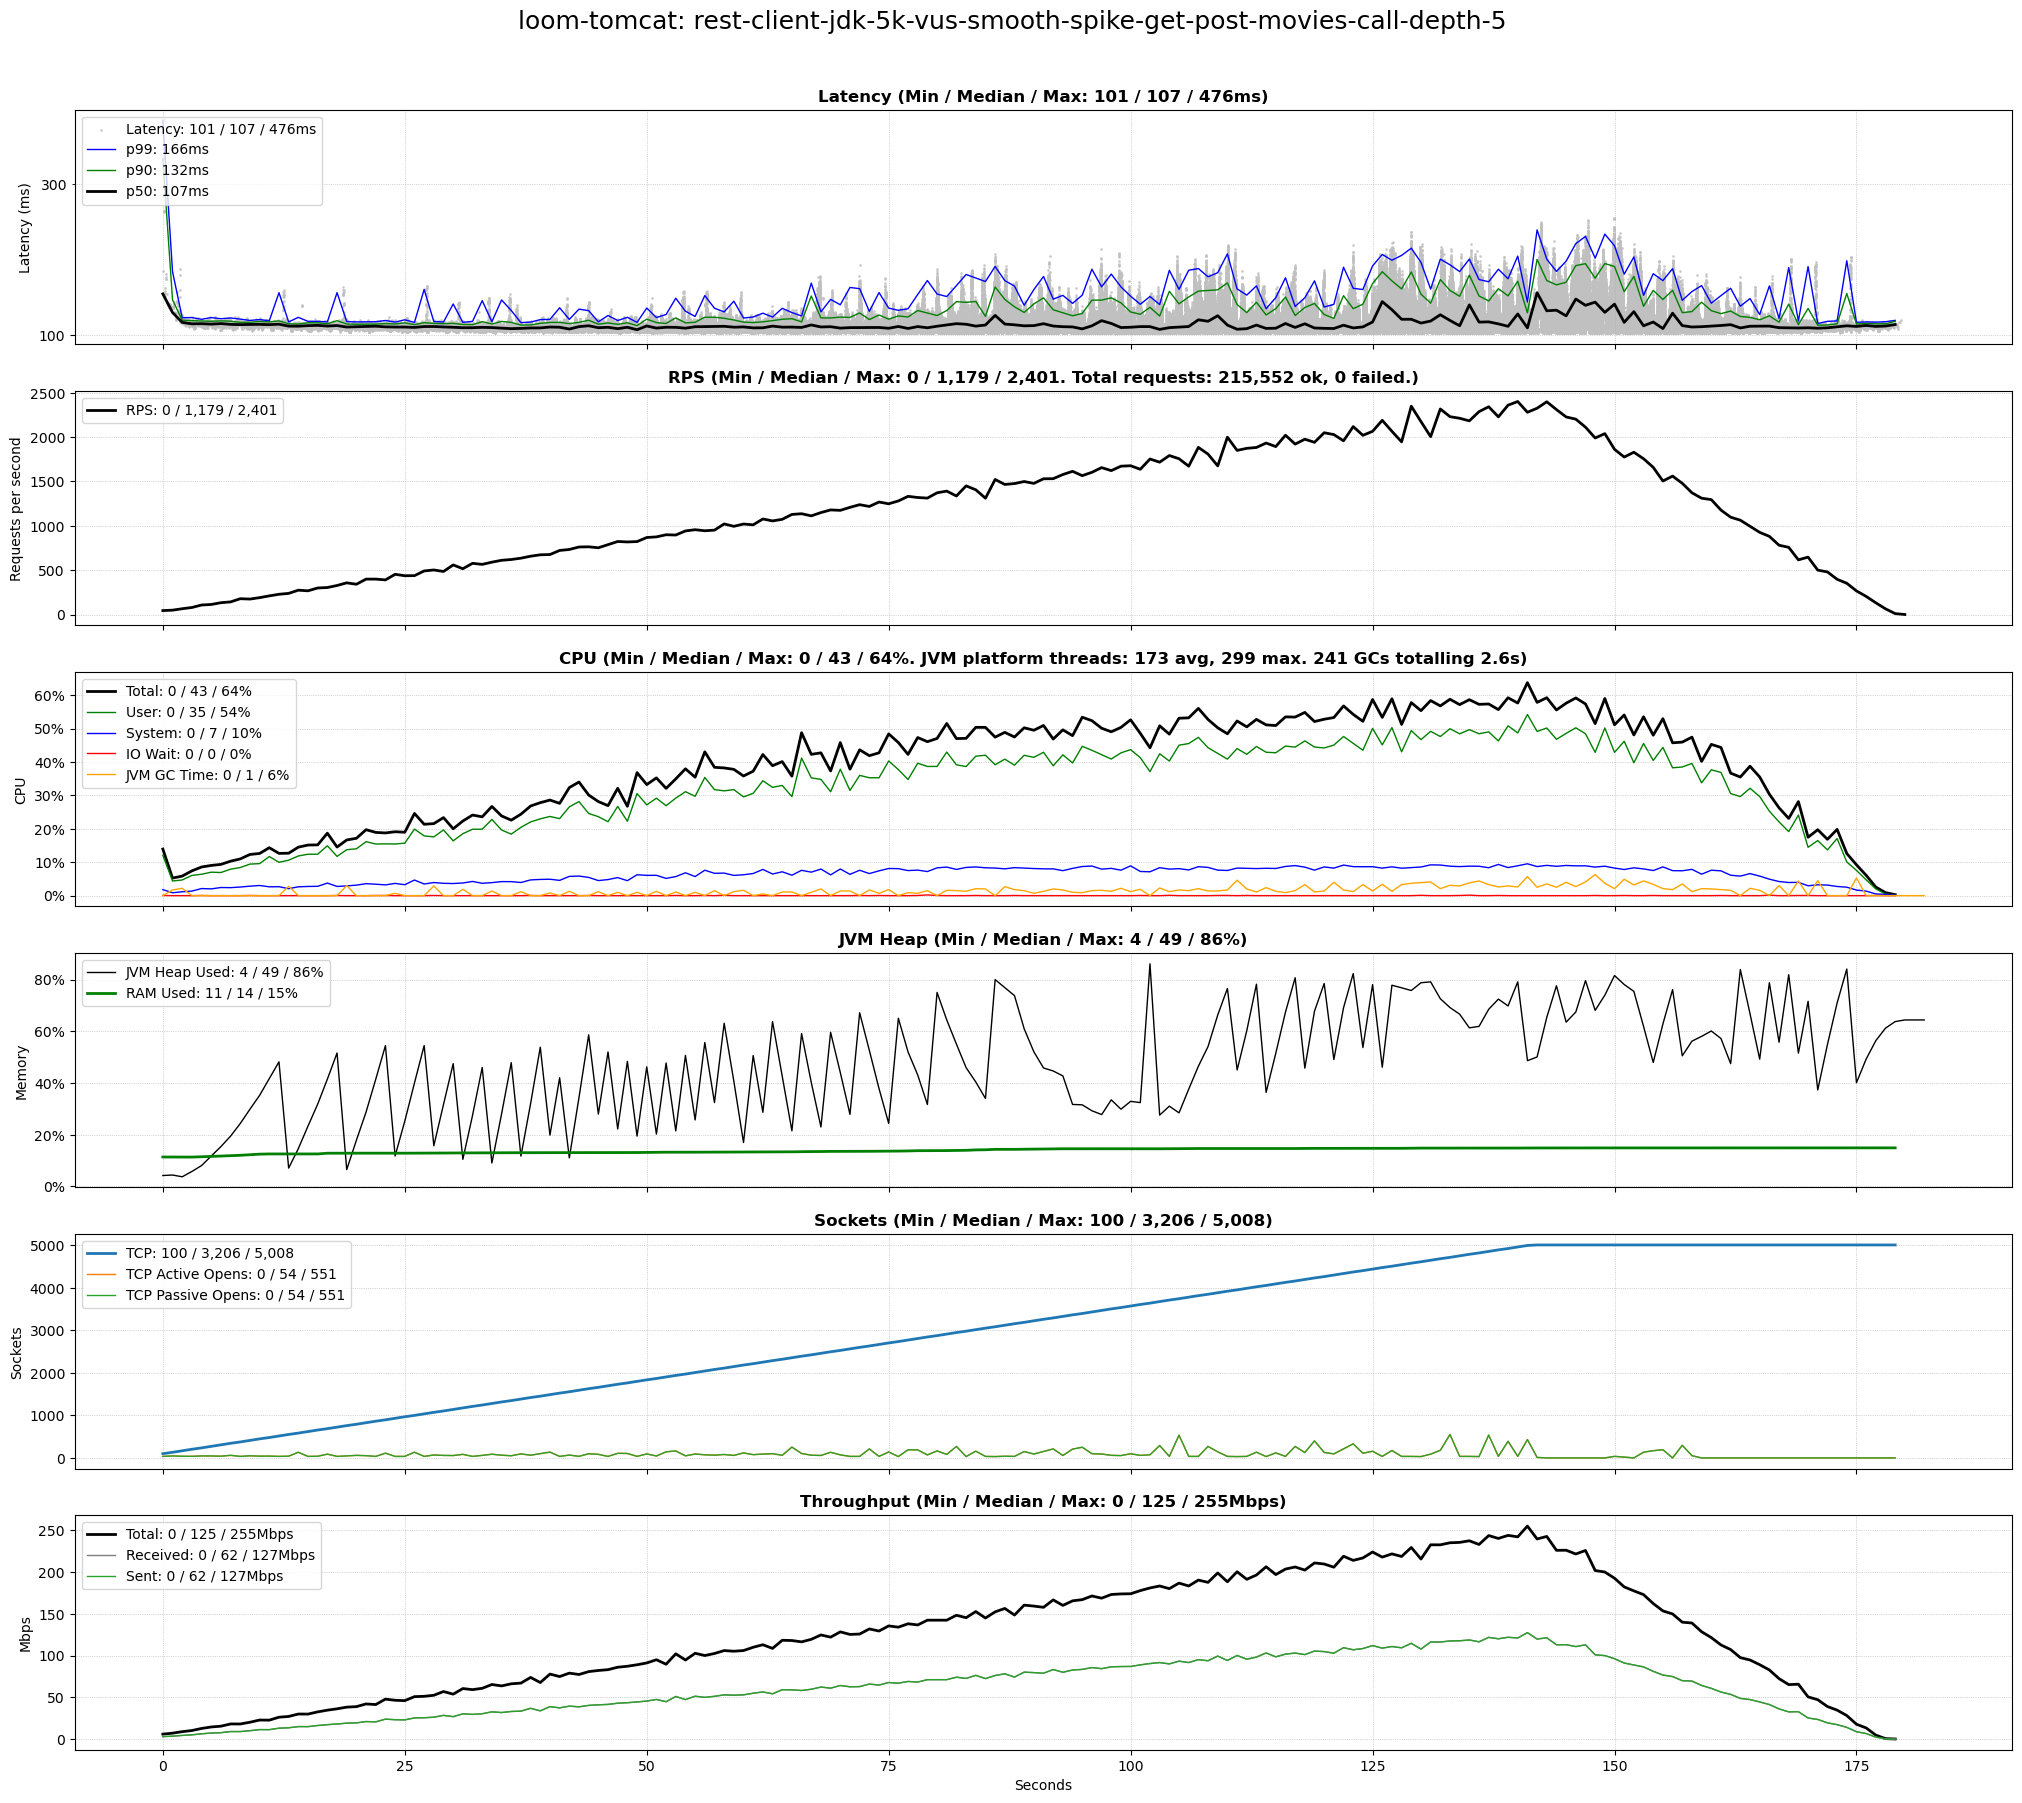 loom-tomcat: rest-client-jdk-5k-vus-smooth-spike-get-post-movies-call-depth-5
Latency (Min / Median / Max: 101 / 107 / 476ms)
Latency: 101 / 107 / 476ms
p99: 166ms
p90: 132ms
p50: 107ms
300
100
Latency (ms)
RPS (Min / Median / Max: 0 / 1,179 / 2,401. Total requests: 215,552 ok, 0 failed.)
RPS: 0 / 1,179 / 2,401
2500
2000
1500
1000
500
0
Requests per second
CPU (Min / Median / Max: 0 / 43 / 64%. JVM platform threads: 173 avg, 299 max. 241 GCs totalling 2.6s)
Total: 0 / 43 / 64%
User: 0 / 35 / 54%
System: 0 / 7 / 10%
IO Wait: 0 / 0 / 0%
JVM GC Time: 0 / 1 / 6%
60%
50%
40%
30%
20%
10%
0%
CPU
JVM Heap (Min / Median / Max: 4 / 49 / 86%)
JVM Heap Used: 4 / 49 / 86%
RAM Used: 11 / 14 / 15%
80%
60%
40%
20%
0%
Memory
Sockets (Min / Median / Max: 100 / 3,206 / 5,008)
TCP: 100 / 3,206 / 5,008
TCP Active Opens: 0 / 54 / 551
TCP Passive Opens: 0 / 54 / 551
5000
4000
3000
2000
1000
0
Sockets
Throughput (Min / Median / Max: 0 / 125 / 255Mbps)
Total: 0 / 125 / 255Mbps
Received: 0 / 62 / 127Mbps
Sent: 0 / 62 / 127Mbps
250
200
150
100
50
0
Mbps
0 25 50 75 100 125 150 175
Seconds